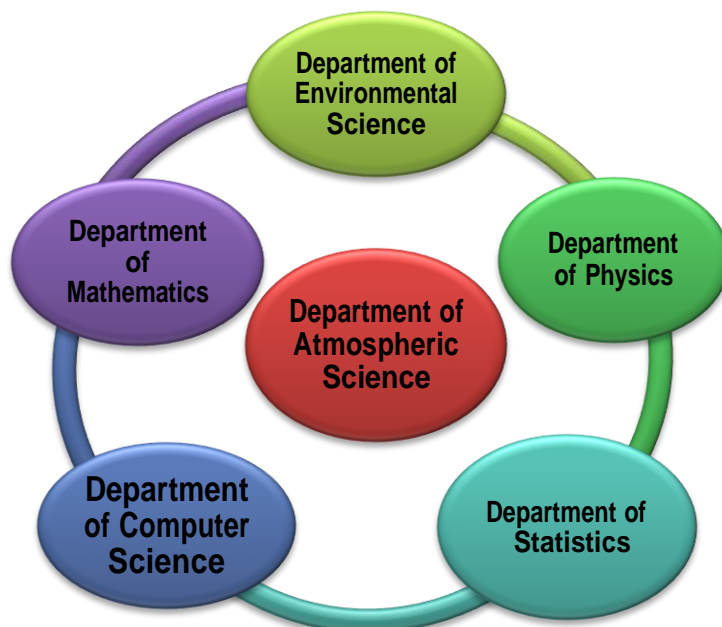 Department of
Environmental
Science
Department
of
Mathematics
Department
of Physics
Department of
Atmospheric
Science
Department
of Computer
Science
Department of
Statistics